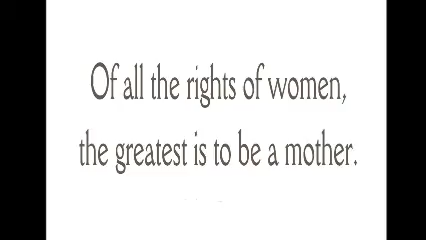 Of all the rights of women,
the greatest is to be a mother.